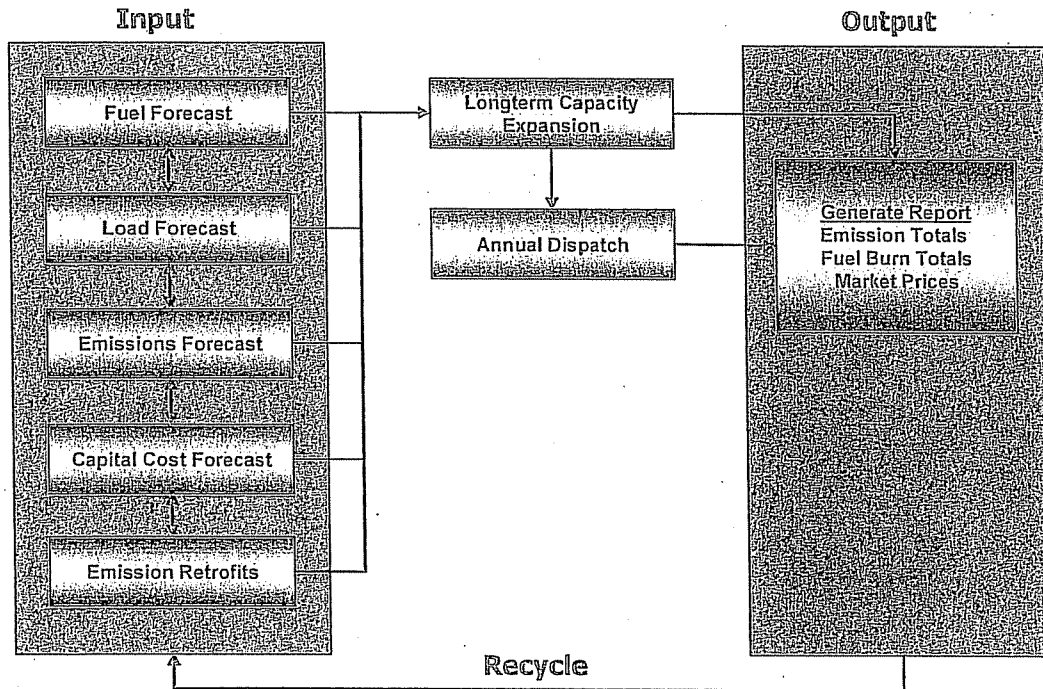 Input
Output
Fuel Forecast
Load Forecast
Emissions Forecast
Capital Cost Forecast
Emission Retrofits
Longterm Capacity
Expansion
Annual Dispatch
Generate Report
Emission Totals
Fuel Burn Totals
Market Prices
Recycle